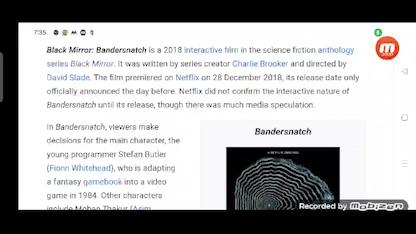 7:35
Black Mirror: Bandersnatch is a 2018 interactive film in the science fiction anthology
series Black Mirror. It was written by series creator Charlie Brooker and directed by
David Slade. The film premiered on Netflix on 28 December 2018, its release date only
officially announced the day before. Netflix did not confirm the interactive nature of
Bandersnatch until its release, though there was much media speculation.
In Bandersnatch, viewers make
decisions for the main character, the
young programmer Stefan Butler
(Fionn Whitehead), who is adapting
a fantasy gamebook into a video
game in 1984. Other characters
include Mohan Thakur (Asim
Bandersnatch
A NETFLIX FILM
Recorded by Mobizen